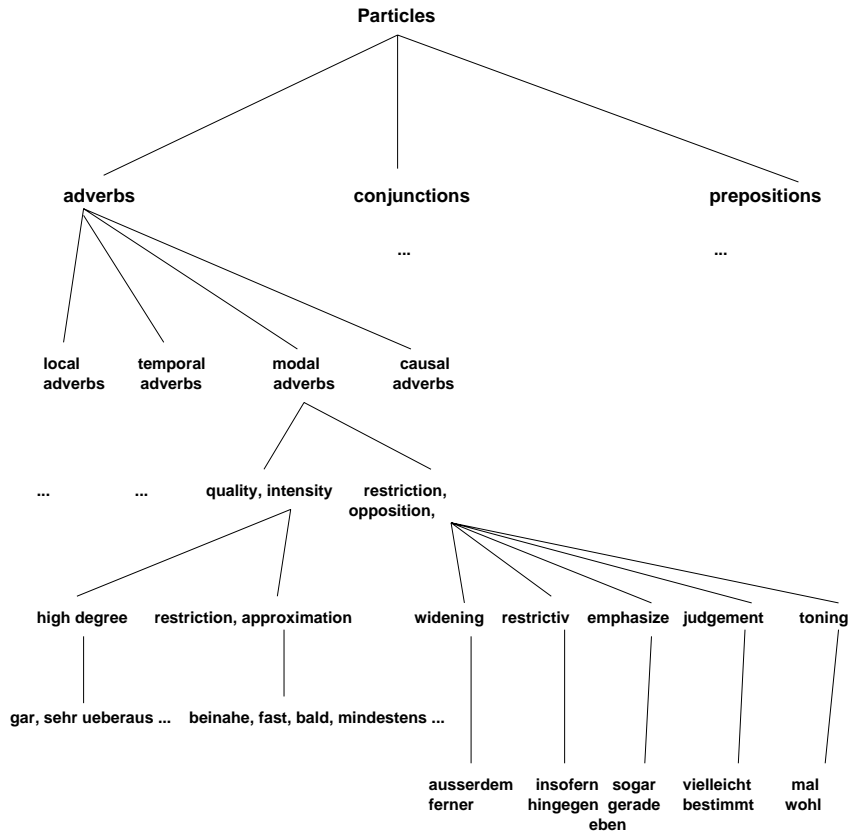 Particles
adverbs conjunctions prepositions
... ...
local temporal modal causal
adverbs adverbs adverbs adverbs
... ... quality, intensity restriction,
opposition,
high degree restriction, approximation widening restrictiv emphasize judgement toning
gar, sehr ueberaus ... beinahe, fast, bald, mindestens ...
ausserdem insofern sogar vielleicht mal
ferner hingegen gerade bestimmt wohl
eben